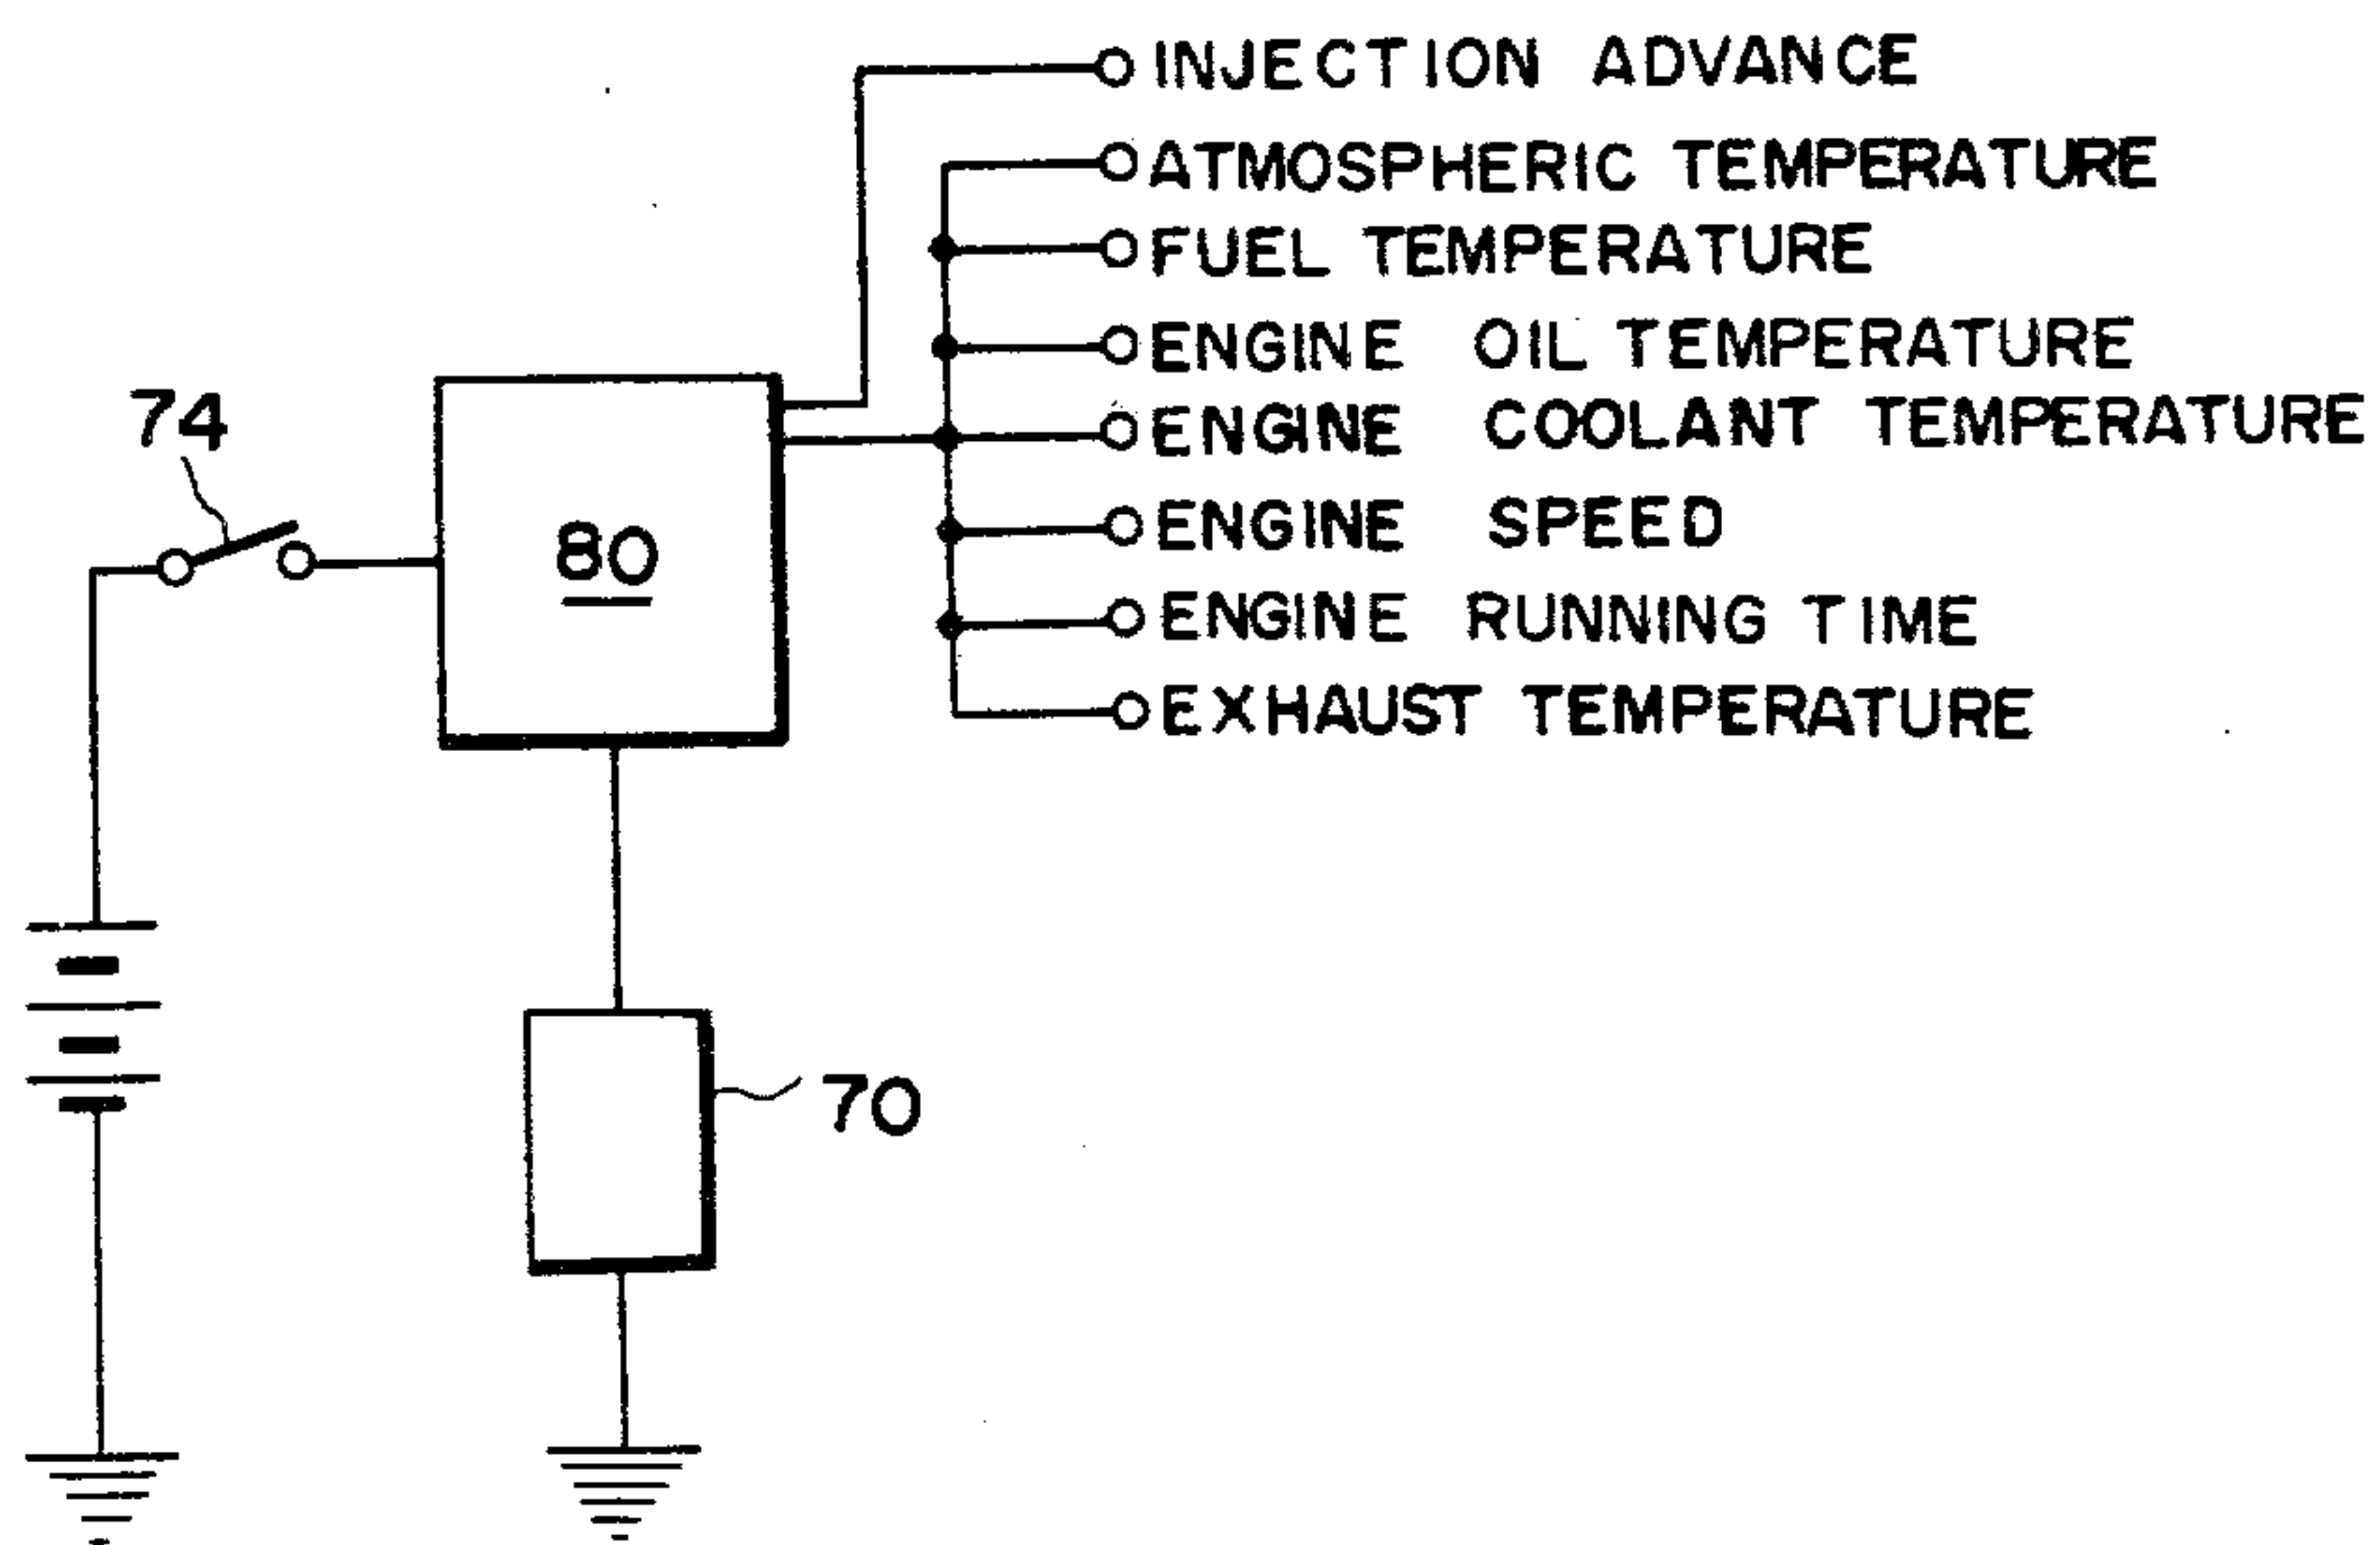 INJECTION ADVANCE
ATMOSPHERIC TEMPERATURE
FUEL TEMPERATURE
ENGINE OIL TEMPERATURE
ENGINE COOLANT TEMPERATURE
ENGINE SPEED
ENGINE RUNNING TIME
EXHAUST TEMPERATURE
74
80
70